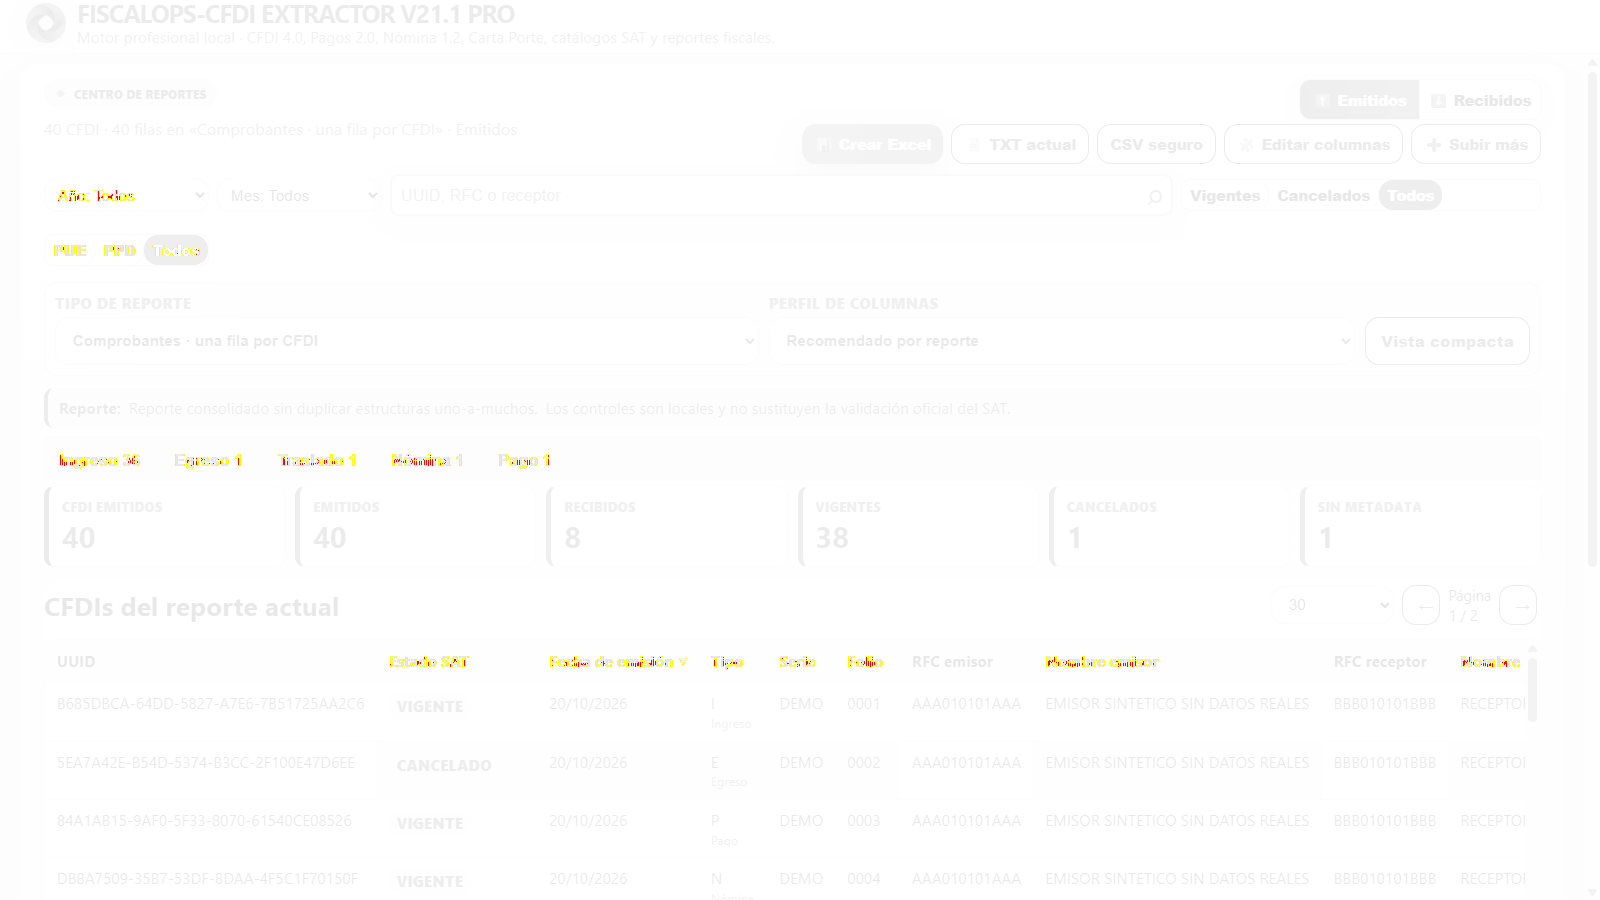 FISCALOPS-CFDI EXTRACTOR V21.1 PRO
Motor profesional local · CFDI 4.0, Pagos 2.0, Nómina 1.2, Carta Porte, catálogos SAT y reportes fiscales.
CENTRO DE REPORTES
Emitidos Recibidos
40 CFDI · 40 filas en «Comprobantes · una fila por CFDI» · Emitidos
Crear Excel TXT actual CSV seguro Editar columnas Subir más
Año: Todos Mes: Todos UUID, RFC o receptor Vigentes Cancelados Todos
PUE PPD Todos
TIPO DE REPORTE PERFIL DE COLUMNAS
Comprobantes · una fila por CFDI Recomendado por reporte Vista compacta
Reporte: Reporte consolidado sin duplicar estructuras uno-a-muchos. Los controles son locales y no sustituyen la validación oficial del SAT.
Ingreso 36 Egreso 1 Traslado 1 Nómina 1 Pago 1
CFDI EMITIDOS EMITIDOS RECIBIDOS VIGENTES CANCELADOS SIN METADATA
40 40 8 38 1 1
CFDIs del reporte actual 30 ← Página 1 / 2 →
UUID Estado SAT Fecha de emisión ▽ Tipo Serie Folio RFC emisor Nombre emisor RFC receptor Nombre
B685DBCA-64DD-5827-A7E6-7B51725AA2C6 VIGENTE 20/10/2026 I DEMO 0001 AAA010101AAA EMISOR SINTETICO SIN DATOS REALES BBB010101BBB RECEPTOI
Ingreso
5EA7A42E-B54D-5374-B3CC-2F100E47D6EE CANCELADO 20/10/2026 E DEMO 0002 AAA010101AAA EMISOR SINTETICO SIN DATOS REALES BBB010101BBB RECEPTOI
Egreso
84A1AB15-9AF0-5F33-8070-61540CE08526 VIGENTE 20/10/2026 P DEMO 0003 AAA010101AAA EMISOR SINTETICO SIN DATOS REALES BBB010101BBB RECEPTOI
Pago
DB8A7509-35B7-53DF-8DAA-4F5C1F70150F VIGENTE 20/10/2026 N DEMO 0004 AAA010101AAA EMISOR SINTETICO SIN DATOS REALES BBB010101BBB RECEPTOI
Nómina